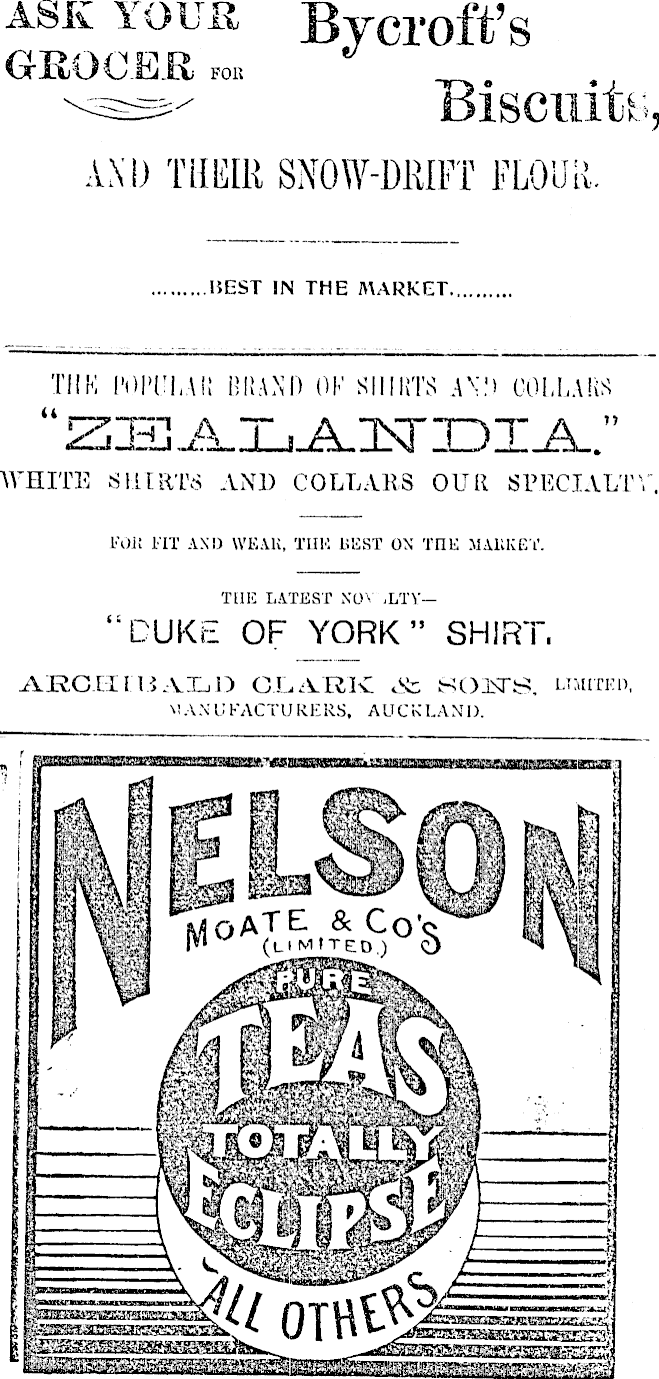 ASK YOUR
GROCER FOR
Bycroft's
Biscuits,
AND THEIR SNOW-DRIFT FLOUR.
.........BEST IN THE MARKET..........
THE POPULAR BRAND OF SHIRTS AND COLLARS
"ZEALANDIA."
WHITE SHIRTS AND COLLARS OUR SPECIALTY.
FOR FIT AND WEAR, THE BEST ON THE MARKET.
THE LATEST NOVELTY—
"DUKE OF YORK" SHIRT.
ARCHIBALD CLARK & SONS, LIMITED,
MANUFACTURERS, AUCKLAND.
NELSON
MOATE & CO'S
(LIMITED.)
PURE
TEAS
TOTALLY
ECLIPSE
ALL OTHERS